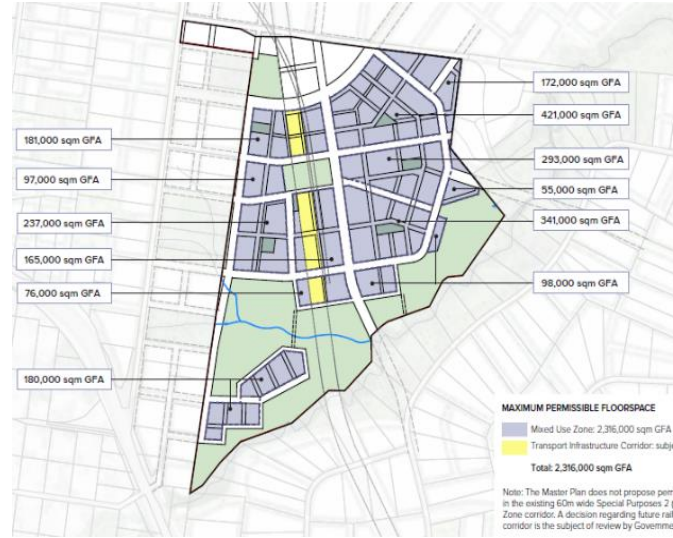 172,000 sqm GFA
421,000 sqm GFA
181,000 sqm GFA
293,000 sqm GFA
97,000 sqm GFA
55,000 sqm GFA
237,000 sqm GFA
341,000 sqm GFA
165,000 sqm GFA
76,000 sqm GFA
98,000 sqm GFA
180,000 sqm GFA
MAXIMUM PERMISSIBLE FLOORSPACE
Mixed Use Zone: 2,316,000 sqm GFA
Transport Infrastructure Corridor: subje
Total: 2,316,000 sqm GFA
Note: The Master Plan does not propose perm
in the existing 60m wide Special Purposes 2
Zone corridor. A decision regarding future rail
corridor is the subject of review by Governme